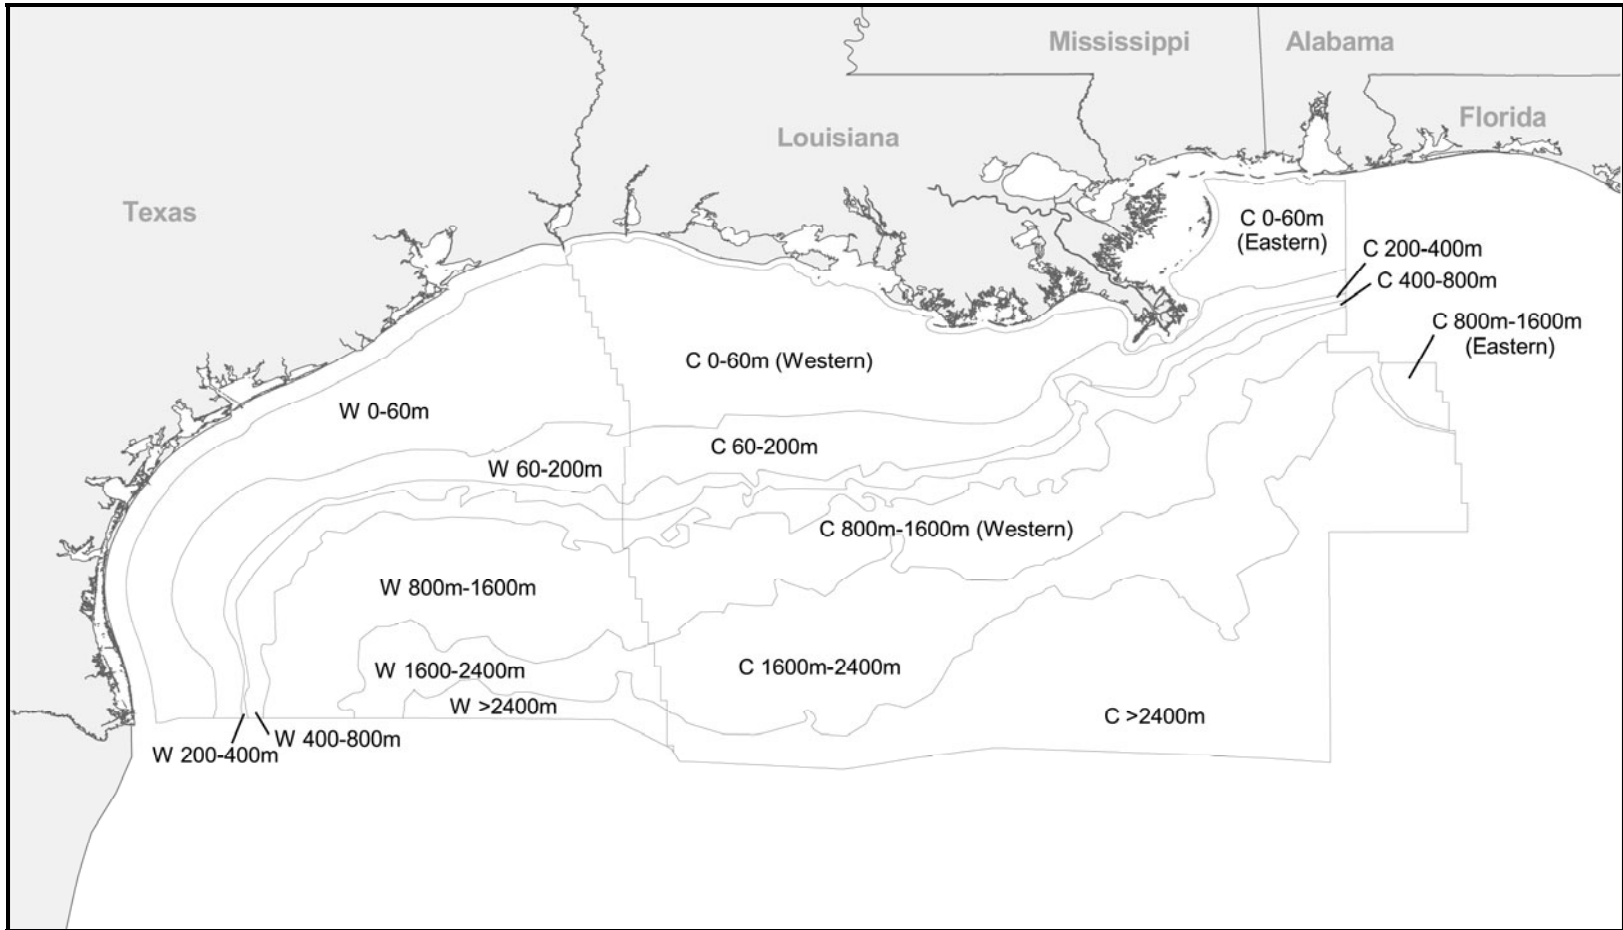 Mississippi
Alabama
Florida
Louisiana
Texas
C 0-60m
(Eastern)
C 200-400m
C 400-800m
C 800m-1600m
(Eastern)
C 0-60m (Western)
W 0-60m
C 60-200m
W 60-200m
C 800m-1600m (Western)
W 800m-1600m
C 1600m-2400m
W 1600-2400m
W >2400m
C >2400m
W 400-800m
W 200-400m